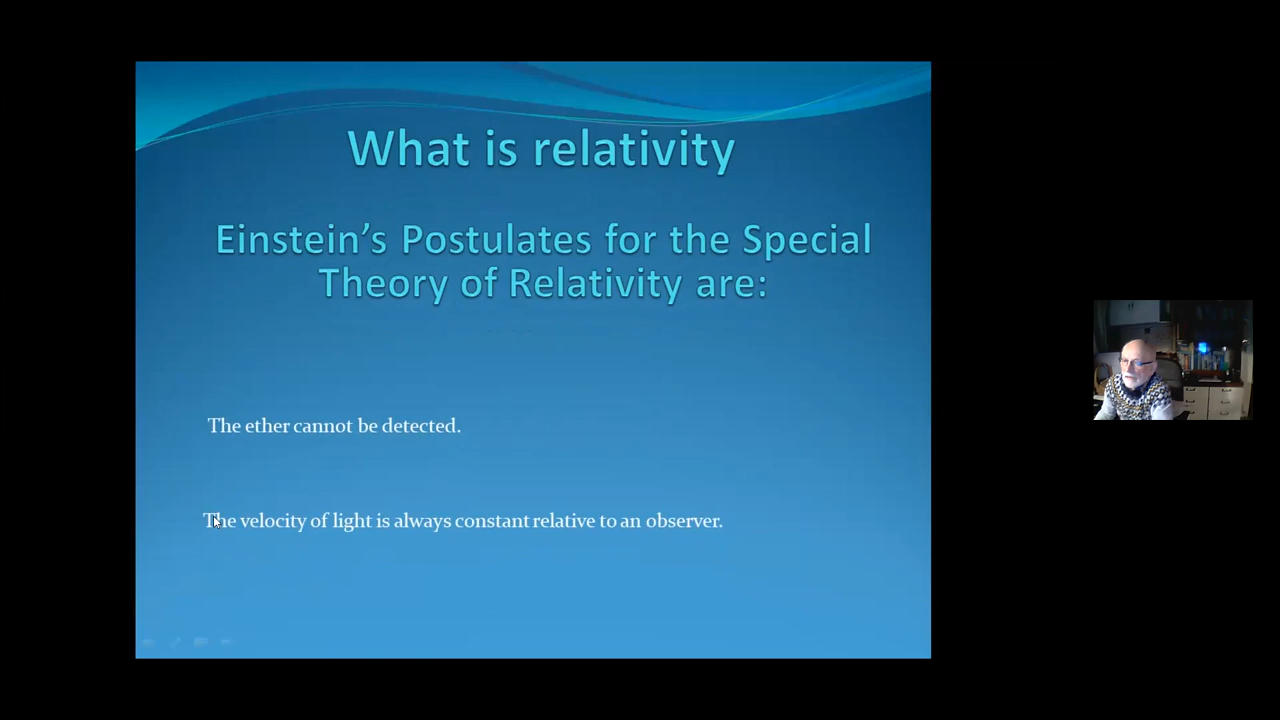 What is relativity
Einstein’s Postulates for the Special
Theory of Relativity are:
The ether cannot be detected.
The velocity of light is always constant relative to an observer.